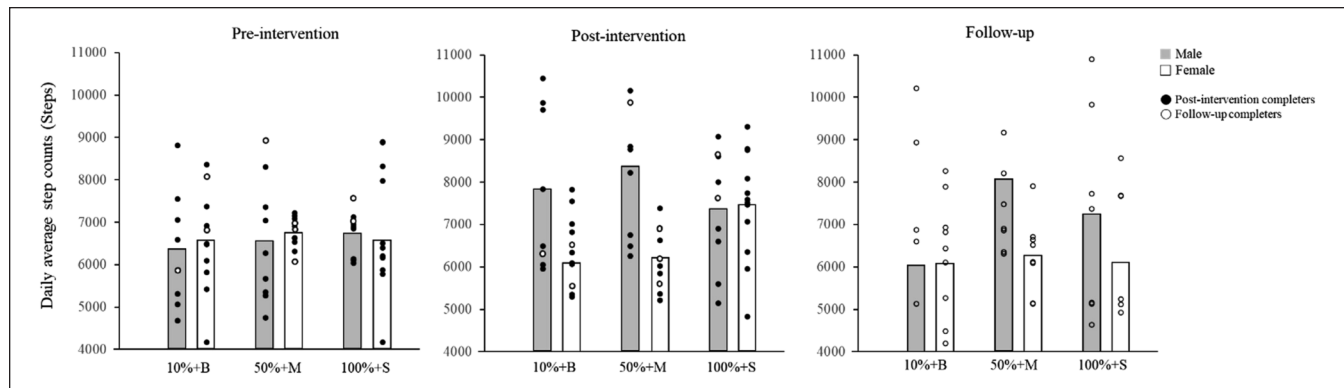 Pre-intervention
Post-intervention
Follow-up
Daily average step counts (Steps)
11000
10000
9000
8000
7000
6000
5000
4000
10%+B
50%+M
100%+S
11000
10000
9000
8000
7000
6000
5000
4000
10%+B
50%+M
100%+S
11000
10000
9000
8000
7000
6000
5000
4000
10%+B
50%+M
100%+S
Male
Female
Post-intervention completers
Follow-up completers